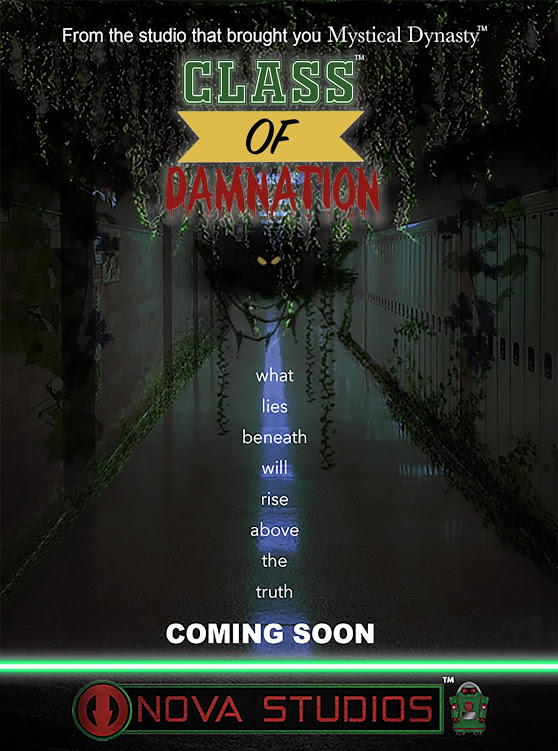 From the studio that brought you Mystical Dynasty™
CLASS™
OF
DAMNATION
what
lies
beneath
will
rise
above
the
truth
COMING SOON
NOVA STUDIOS™